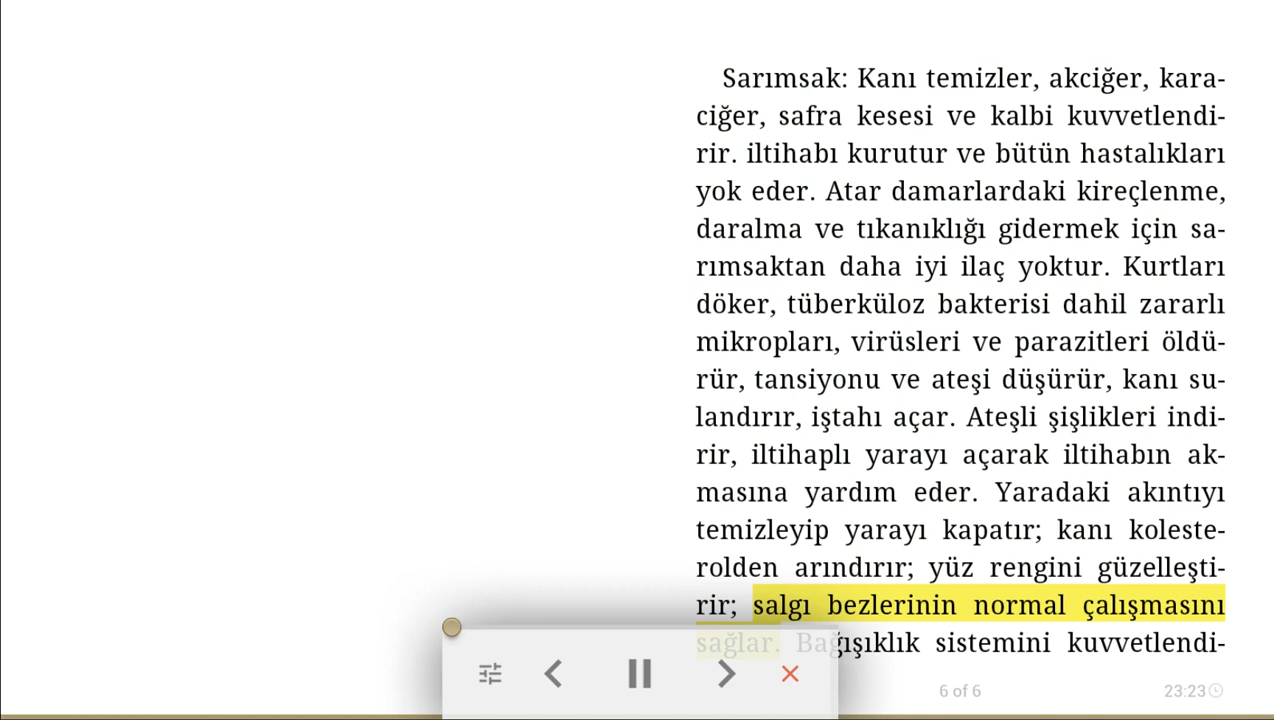 Sarımsak: Kanı temizler, akciğer, kara-
ciğer, safra kesesi ve kalbi kuvvetlendi-
rir. iltihabı kurutur ve bütün hastalıkları
yok eder. Atar damarlardaki kireçlenme,
daralma ve tıkanıklığı gidermek için sa-
rımsaktan daha iyi ilaç yoktur. Kurtları
döker, tüberküloz bakterisi dahil zararlı
mikropları, virüsleri ve parazitleri öldü-
rür, tansiyonu ve ateşi düşürür, kanı su-
landırır, iştahı açar. Ateşli şişlikleri indi-
rir, iltihaplı yarayı açarak iltihabın ak-
masına yardım eder. Yaradaki akıntıyı
temizleyip yarayı kapatır; kanı koleste-
rolden arındırır; yüz rengini güzelleşti-
rir; salgı bezlerinin normal çalışmasını
sağlar. Bağışıklık sistemini kuvvetlendi-
6 of 6 23:23